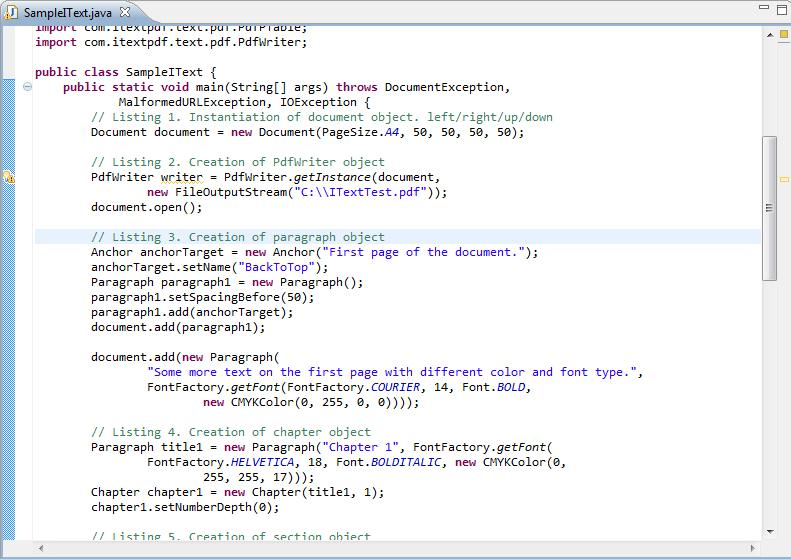 SampleIText.java
import com.itextpdf.text.pdf.PdfPTable;
import com.itextpdf.text.pdf.PdfWriter;
public class SampleIText {
public static void main(String[] args) throws DocumentException,
MalformedURLException, IOException {
// Listing 1. Instantiation of document object. left/right/up/down
Document document = new Document(PageSize.A4, 50, 50, 50, 50);
// Listing 2. Creation of PdfWriter object
PdfWriter writer = PdfWriter.getInstance(document,
new FileOutputStream("C:\\ITextTest.pdf"));
document.open();
// Listing 3. Creation of paragraph object
Anchor anchorTarget = new Anchor("First page of the document.");
anchorTarget.setName("BackToTop");
Paragraph paragraph1 = new Paragraph();
paragraph1.setSpacingBefore(50);
paragraph1.add(anchorTarget);
document.add(paragraph1);
document.add(new Paragraph(
"Some more text on the first page with different color and font type.",
FontFactory.getFont(FontFactory.COURIER, 14, Font.BOLD,
new CMYKColor(0, 255, 0, 0))));
// Listing 4. Creation of chapter object
Paragraph title1 = new Paragraph("Chapter 1", FontFactory.getFont(
FontFactory.HELVETICA, 18, Font.BOLDITALIC, new CMYKColor(0,
255, 255, 17)));
Chapter chapter1 = new Chapter(title1, 1);
chapter1.setNumberDepth(0);
// Listing 5. Creation of section object